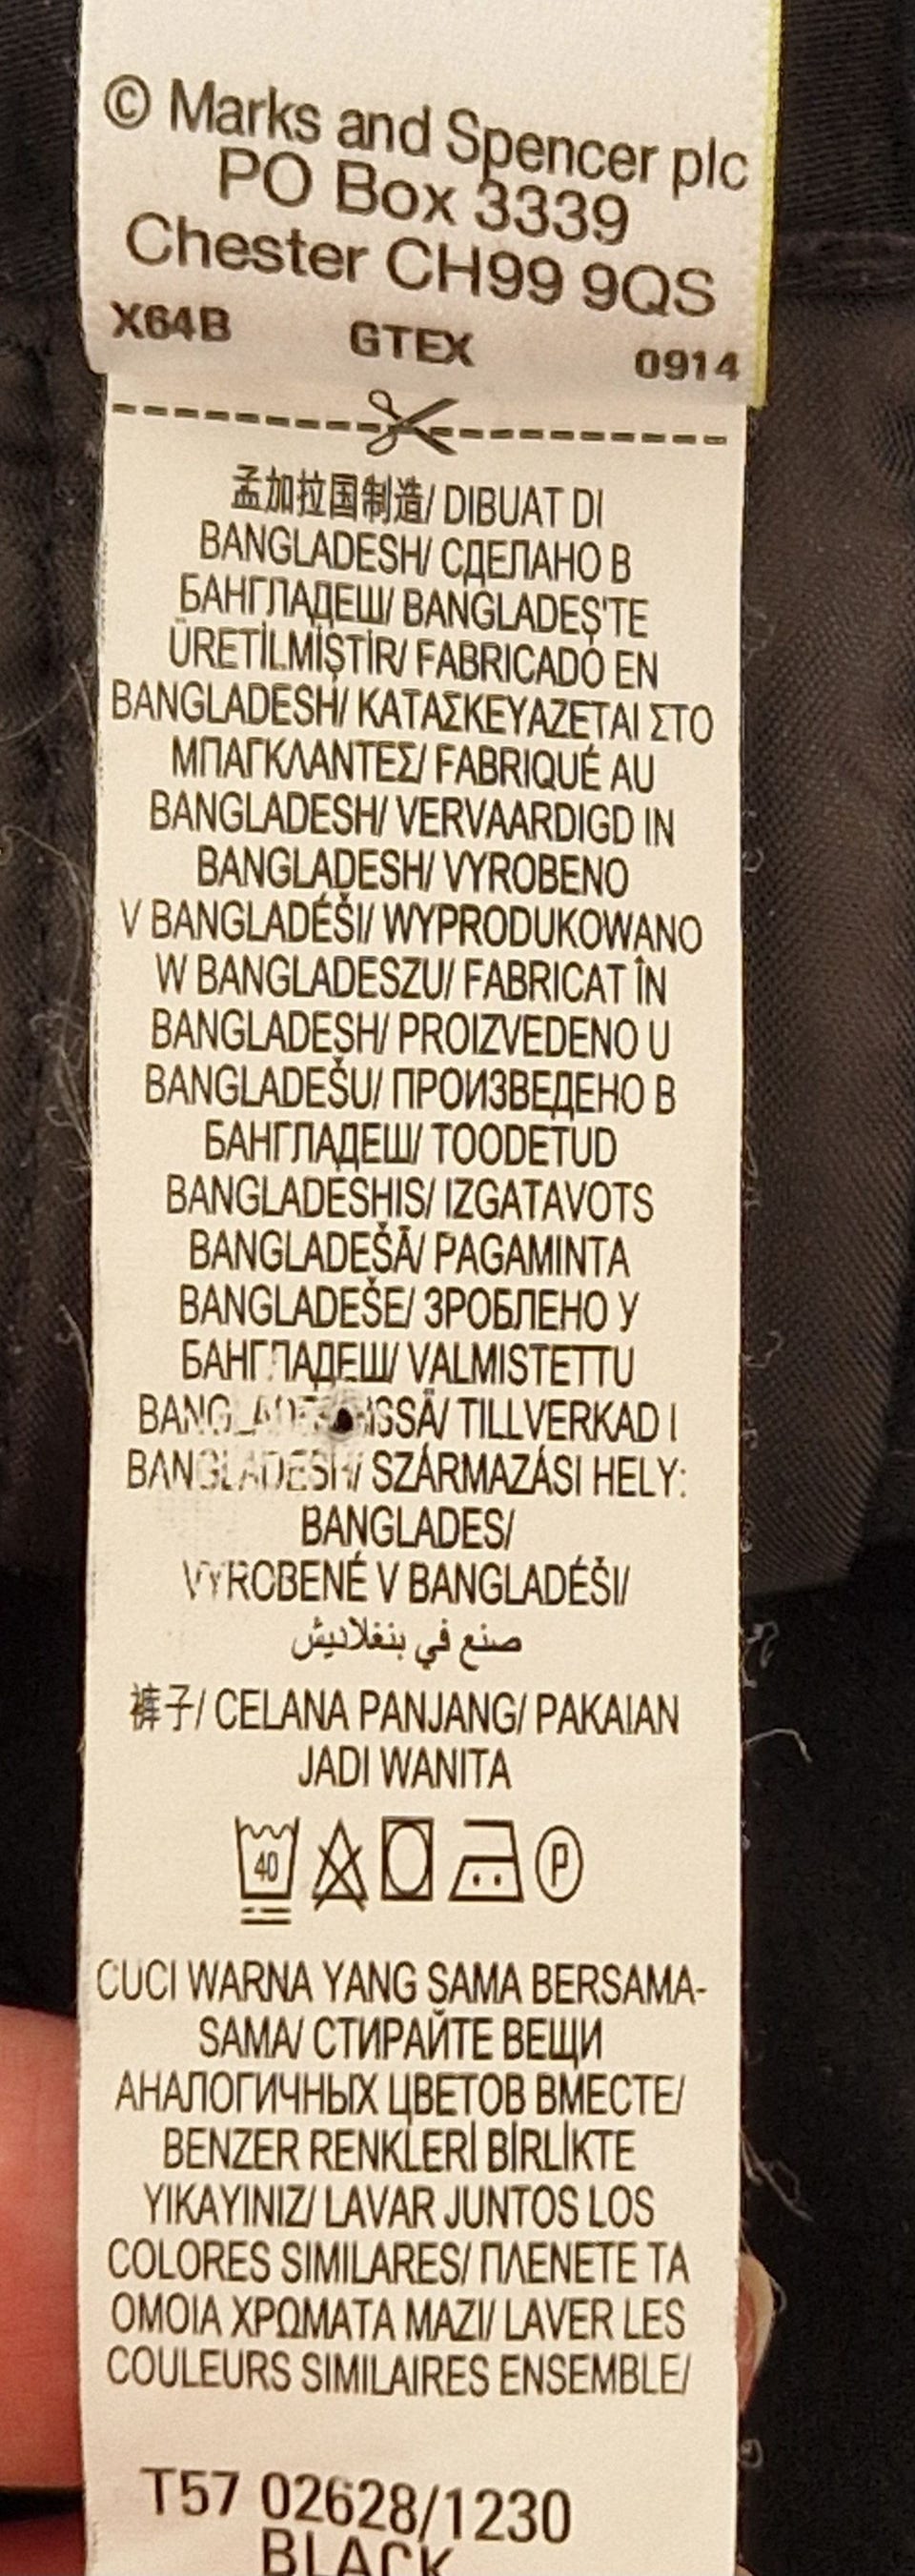 © Marks and Spencer plc
PO Box 3339
Chester CH99 9QS
X64B GTEX 0914
孟加拉国制造/ DIBUAT DI
BANGLADESH/ СДЕЛАНО В
БАНГЛАДЕШ/ BANGLADEŞ'TE
ÜRETİLMİŞTİR/ FABRICADO EN
BANGLADESH/ ΚΑΤΑΣΚΕΥΑΖΕΤΑΙ ΣΤΟ
ΜΠΑΓΚΛΑΝΤΕΣ/ FABRIQUÉ AU
BANGLADESH/ VERVAARDIGD IN
BANGLADESH/ VYROBENO
V BANGLADÉŠI/ WYPRODUKOWANO
W BANGLADESZU/ FABRICAT ÎN
BANGLADESH/ PROIZVEDENO U
BANGLADEŠU/ ПРОИЗВЕДЕНО В
БАНГЛАДЕШ/ TOODETUD
BANGLADESHIS/ IZGATAVOTS
BANGLADEŠĀ/ PAGAMINTA
BANGLADEŠE/ ЗРОБЛЕНО У
БАНГЛАДЕШ/ VALMISTETTU
TILLVERKAD I
BANGLADESH/ SZÁRMAZÁSI HELY:
BANGLADES/
VYROBENÉ V BANGLADÉŠI/
صنع في بنغلاديش
裤子/ CELANA PANJANG/ PAKAIAN
JADI WANITA
40 P
CUCI WARNA YANG SAMA BERSAMA-
SAMA/ СТИРАЙТЕ ВЕЩИ
АНАЛОГИЧНЫХ ЦВЕТОВ ВМЕСТЕ/
BENZER RENKLERİ BİRLİKTE
YIKAYINIZ/ LAVAR JUNTOS LOS
COLORES SIMILARES/ ΠΛΕΝΕΤΕ ΤΑ
ΟΜΟΙΑ ΧΡΩΜΑΤΑ ΜΑΖΙ/ LAVER LES
COULEURS SIMILAIRES ENSEMBLE/
T57 02628/1230
BLACK